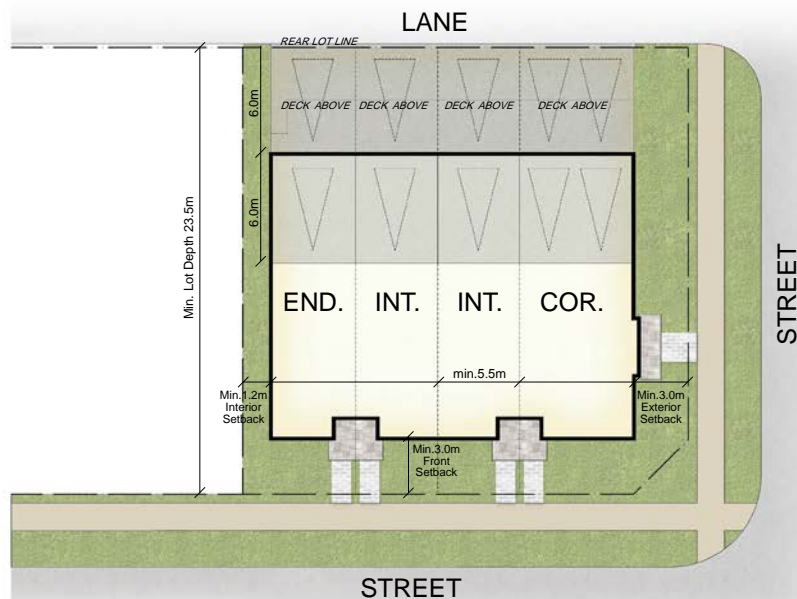 LANE
REAR LOT LINE
DECK ABOVE DECK ABOVE DECK ABOVE DECK ABOVE
6.0m
6.0m
Min. Lot Depth 23.5m
STREET
END. INT. INT. COR.
min.5.5m
Min.1.2m
Interior
Setback
Min.3.0m
Exterior
Setback
Min.3.0m
Front
Setback
STREET